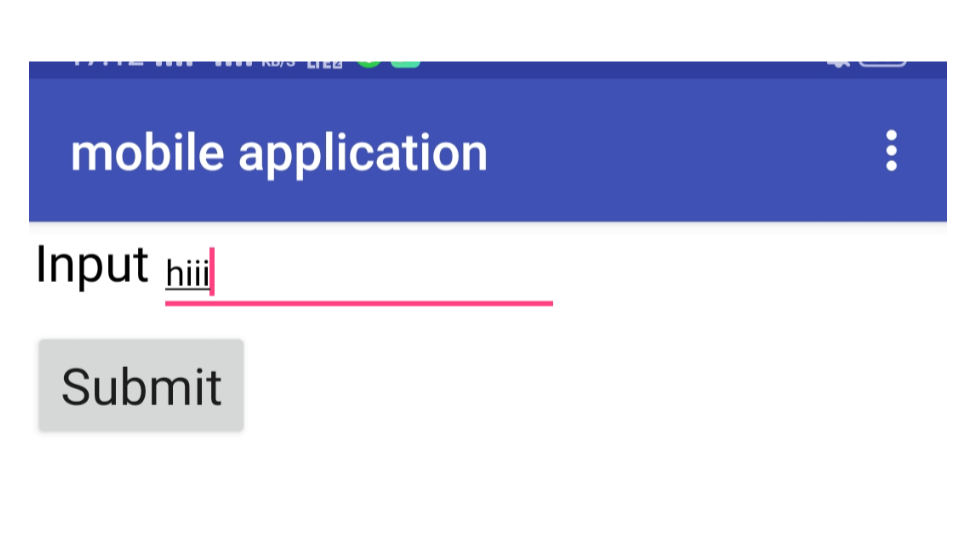 mobile application
Input hiii
Submit